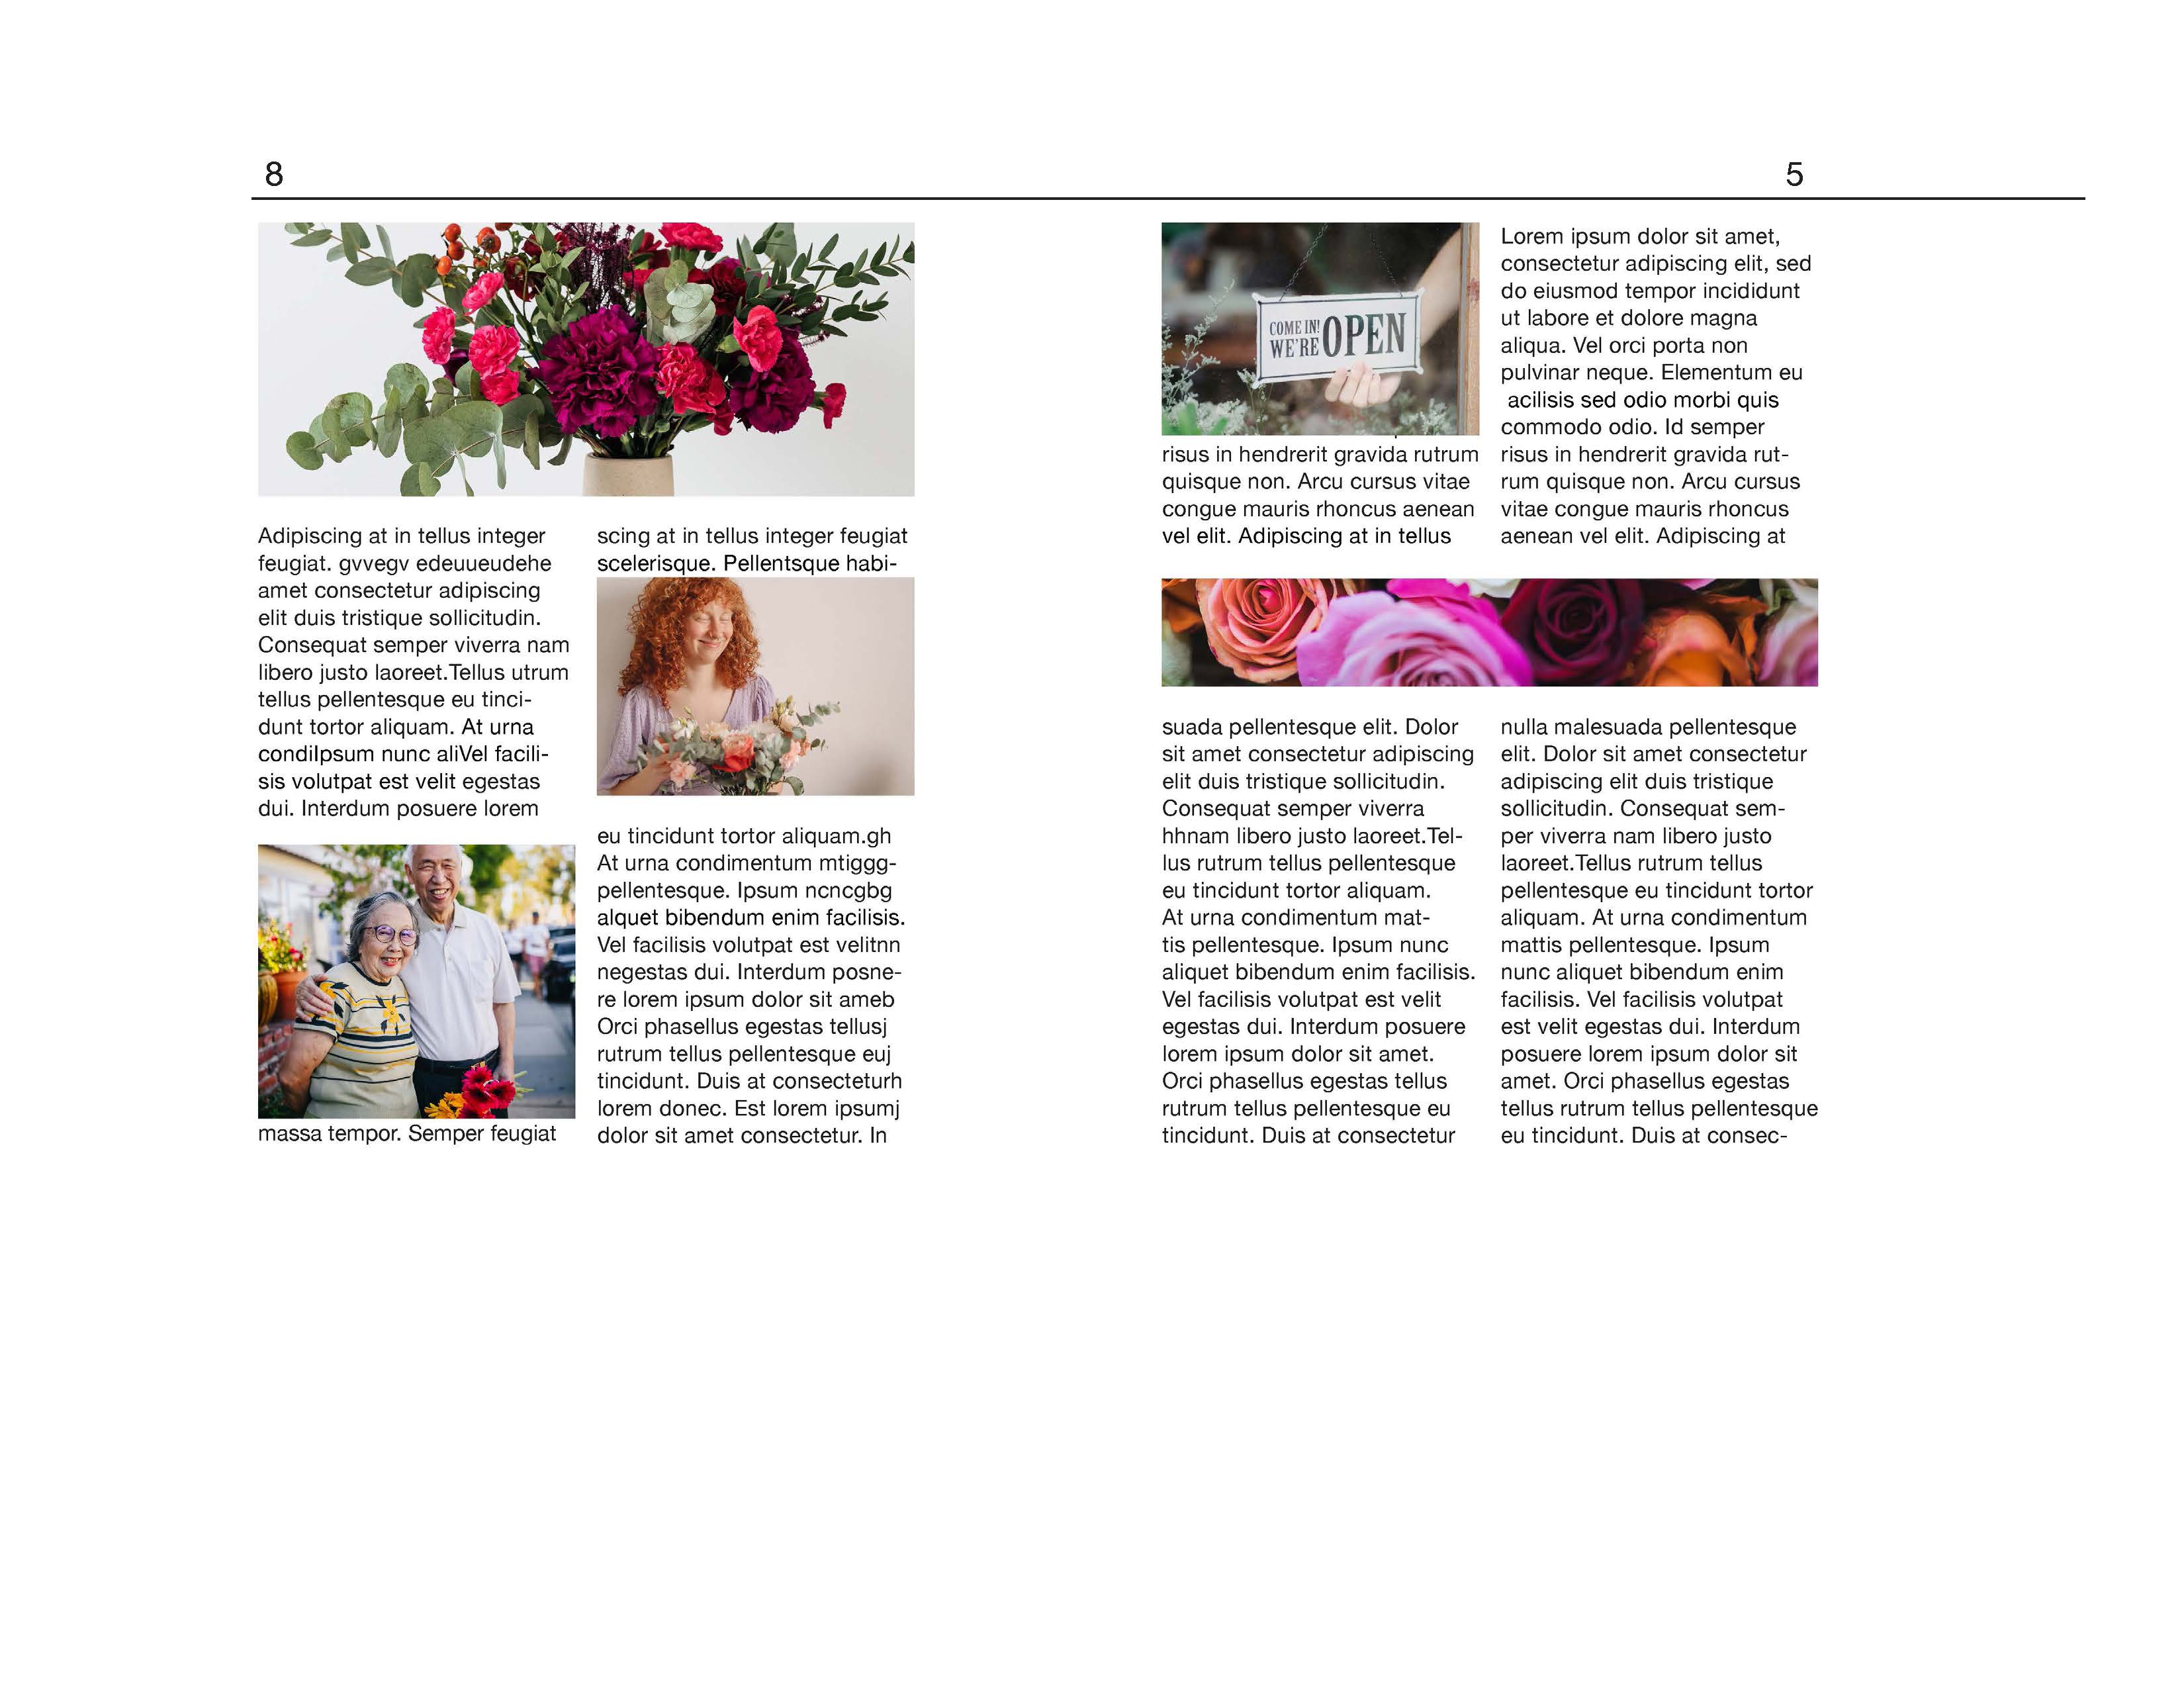 8
Adipiscing at in tellus integer
feugiat. gvvegv edeuueudehe
amet consectetur adipiscing
elit duis tristique sollicitudin.
Consequat semper viverra nam
libero justo laoreet.Tellus utrum
tellus pellentesque eu tinci-
dunt tortor aliquam. At urna
condiIpsum nunc aliVel facili-
sis volutpat est velit egestas
dui. Interdum posuere lorem
massa tempor. Semper feugiat
scing at in tellus integer feugiat
scelerisque. Pellentsque habi-
eu tincidunt tortor aliquam.gh
At urna condimentum mtiggg-
pellentesque. Ipsum ncncgbg
alquet bibendum enim facilisis.
Vel facilisis volutpat est velitnn
negestas dui. Interdum posne-
re lorem ipsum dolor sit ameb
Orci phasellus egestas tellusj
rutrum tellus pellentesque euj
tincidunt. Duis at consecteturh
lorem donec. Est lorem ipsumj
dolor sit amet consectetur. In
5
COME IN!
WE'RE OPEN
risus in hendrerit gravida rutrum
quisque non. Arcu cursus vitae
congue mauris rhoncus aenean
vel elit. Adipiscing at in tellus
Lorem ipsum dolor sit amet,
consectetur adipiscing elit, sed
do eiusmod tempor incididunt
ut labore et dolore magna
aliqua. Vel orci porta non
pulvinar neque. Elementum eu
acilisis sed odio morbi quis
commodo odio. Id semper
risus in hendrerit gravida rut-
rum quisque non. Arcu cursus
vitae congue mauris rhoncus
aenean vel elit. Adipiscing at
suada pellentesque elit. Dolor
sit amet consectetur adipiscing
elit duis tristique sollicitudin.
Consequat semper viverra
hhnam libero justo laoreet.Tel-
lus rutrum tellus pellentesque
eu tincidunt tortor aliquam.
At urna condimentum mat-
tis pellentesque. Ipsum nunc
aliquet bibendum enim facilisis.
Vel facilisis volutpat est velit
egestas dui. Interdum posuere
lorem ipsum dolor sit amet.
Orci phasellus egestas tellus
rutrum tellus pellentesque eu
tincidunt. Duis at consectetur
nulla malesuada pellentesque
elit. Dolor sit amet consectetur
adipiscing elit duis tristique
sollicitudin. Consequat sem-
per viverra nam libero justo
laoreet.Tellus rutrum tellus
pellentesque eu tincidunt tortor
aliquam. At urna condimentum
mattis pellentesque. Ipsum
nunc aliquet bibendum enim
facilisis. Vel facilisis volutpat
est velit egestas dui. Interdum
posuere lorem ipsum dolor sit
amet. Orci phasellus egestas
tellus rutrum tellus pellentesque
eu tincidunt. Duis at consec-